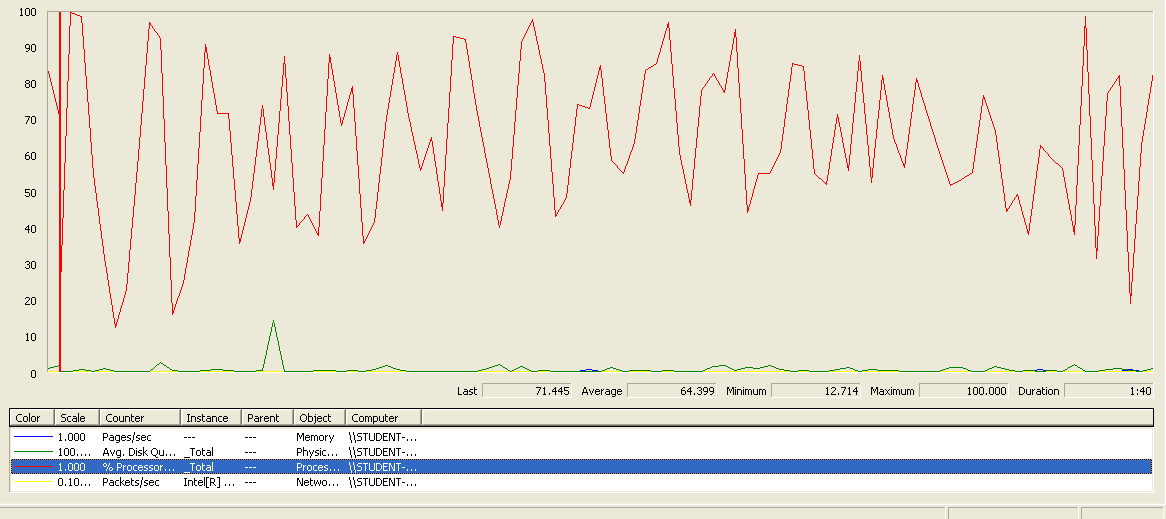 100
90
80
70
60
50
40
30
20
10
0
Last 71.445 Average 64.399 Minimum 12.714 Maximum 100.000 Duration 1:40
Color Scale Counter Instance Parent Object Computer
1.000 Pages/sec --- --- Memory \\STUDENT-...
100.... Avg. Disk Qu... _Total --- Physic... \\STUDENT-...
1.000 % Processor... _Total --- Proces... \\STUDENT-...
0.10... Packets/sec Intel[R] ... --- Netwo... \\STUDENT-...